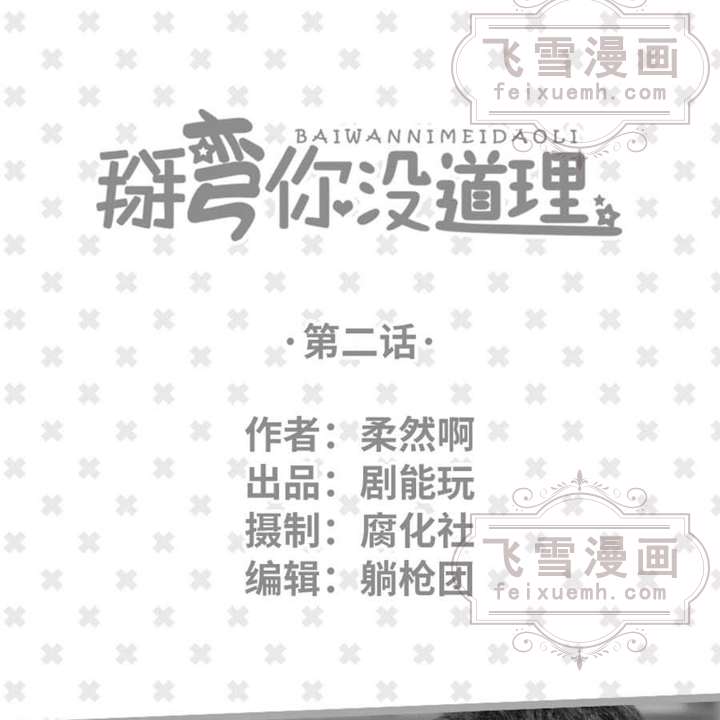 飞雪漫画
feixuemh.com
BAIWANNIMEIDAOLI
掰弯你没道理
·第二话·
作者：柔然啊
出品：剧能玩
摄制：腐化社
编辑：躺枪团
飞雪漫画
feixuemh.com